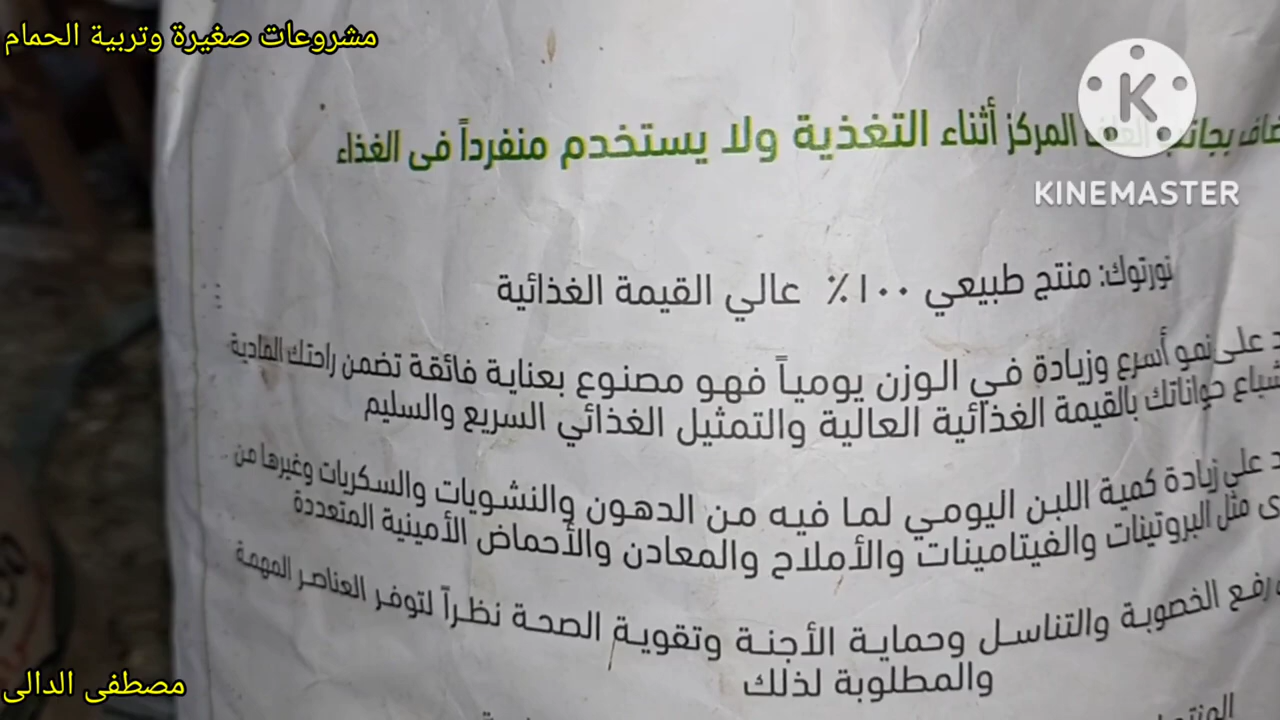 مشروعات صغيرة وتربية الحمام
K
KINEMASTER
المركز أثناء التغذية ولا يستخدم منفرداً فى الغذاء
نورتوك: منتج طبيعي ١٠٠٪ عالي القيمة الغذائية
على نمو أسرع وزيادة في الوزن يومياً فهو مصنوع بعناية فائقة تضمن راحتك المادية
حواناتك بالقيمة الغذائية العالية والتمثيل الغذائي السريع والسليم
على زيادة كمية اللبن اليومي لما فيه من الدهون والنشويات والسكريات وغيرها من
مثل البروتينات والفيتامينات والأملاح والمعادن والأحماض الأمينية المتعددة
رفع الخصوبة والتناسل وحماية الأجنة وتقوية الصحة نظراً لتوفر العناصر المهمة
والمطلوبة لذلك
مصطفى الدالى